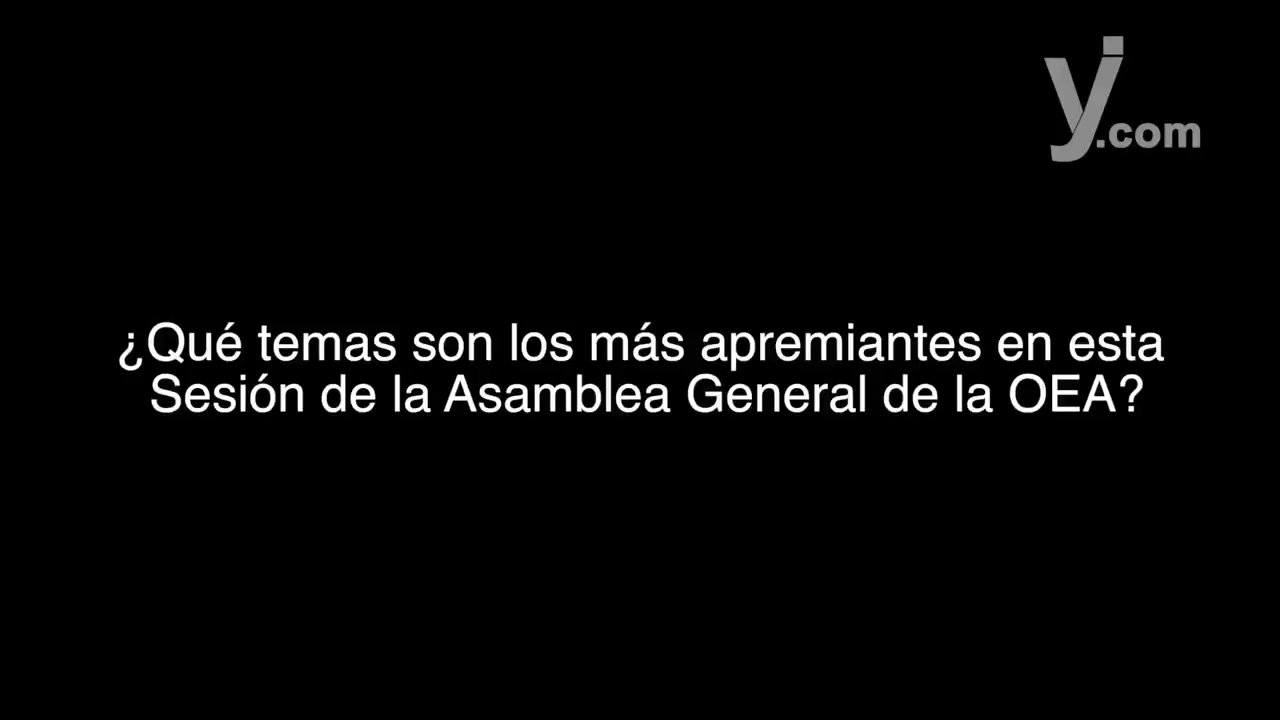 yj.com
¿Qué temas son los más apremiantes en esta
Sesión de la Asamblea General de la OEA?